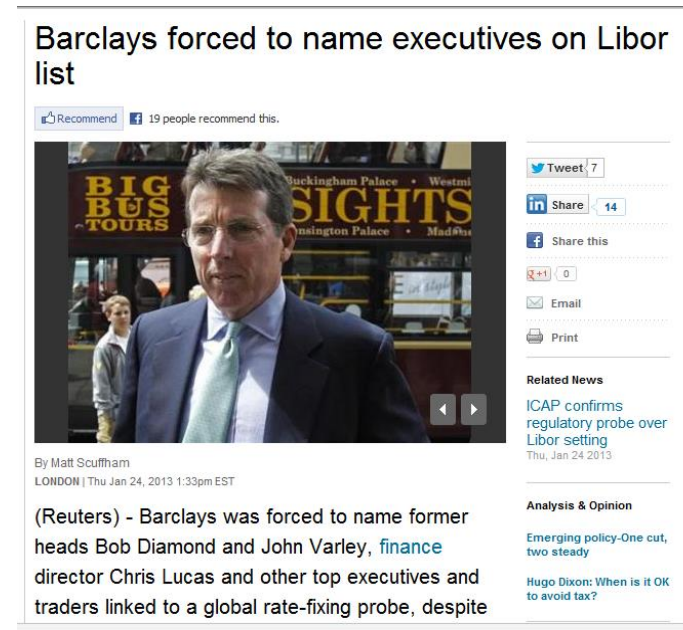 Barclays forced to name executives on Libor
list
Recommend
19 people recommend this.
BIG
BUS
TOURS
Buckingham Palace • Westmi
SIGHTS
nsington Palace •
in style
Tweet 7
in Share 14
f Share this
+1 0
Email
Print
Related News
ICAP confirms
regulatory probe over
Libor setting
Thu, Jan 24 2013
By Matt Scuffham
LONDON | Thu Jan 24, 2013 1:33pm EST
(Reuters) - Barclays was forced to name former
heads Bob Diamond and John Varley, finance
director Chris Lucas and other top executives and
traders linked to a global rate-fixing probe, despite
Analysis & Opinion
Emerging policy-One cut,
two steady
Hugo Dixon: When is it OK
to avoid tax?